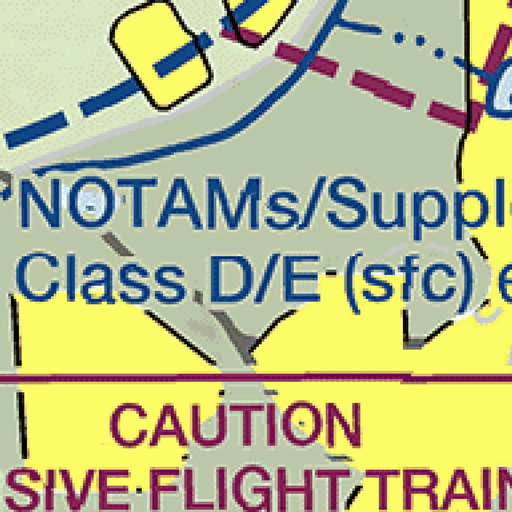 NOTAMs/Suppl
Class D/E (sfc) e
CAUTION
SIVE FLIGHT TRAIN